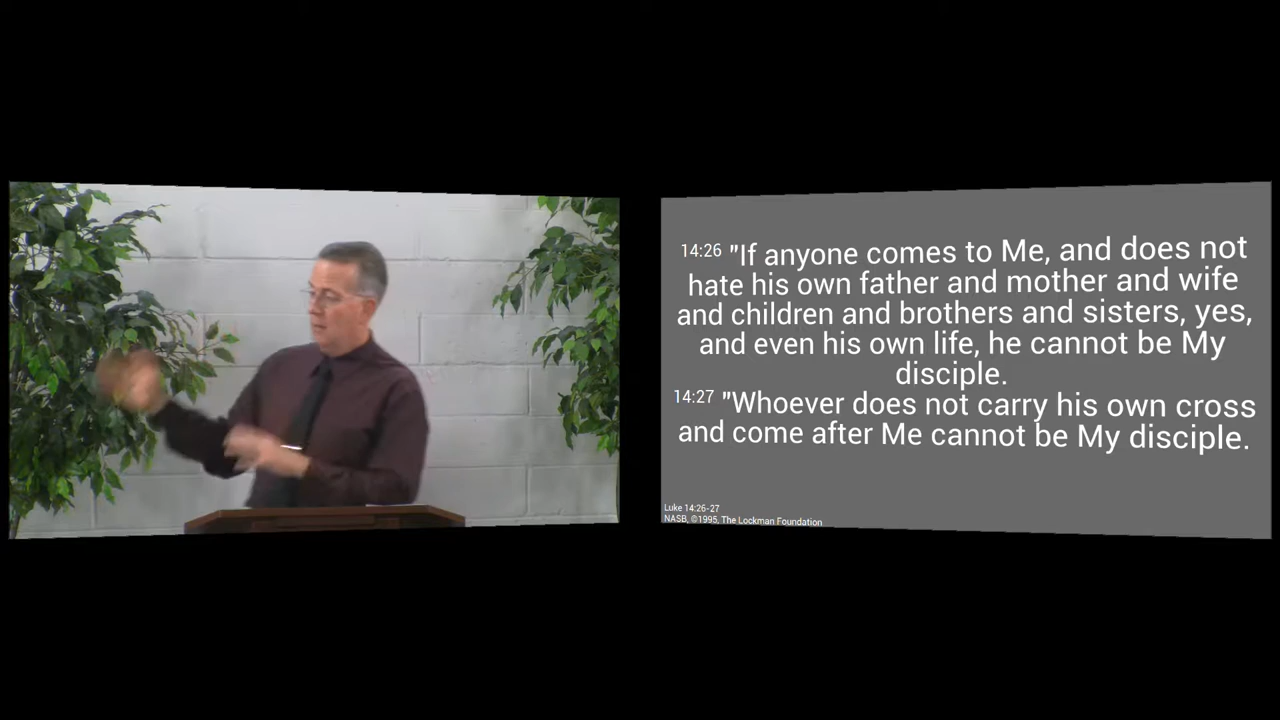 14:26 "If anyone comes to Me, and does not
hate his own father and mother and wife
and children and brothers and sisters, yes,
and even his own life, he cannot be My
disciple.
14:27 "Whoever does not carry his own cross
and come after Me cannot be My disciple.
Luke 14:26-27
NASB, ©1995, The Lockman Foundation